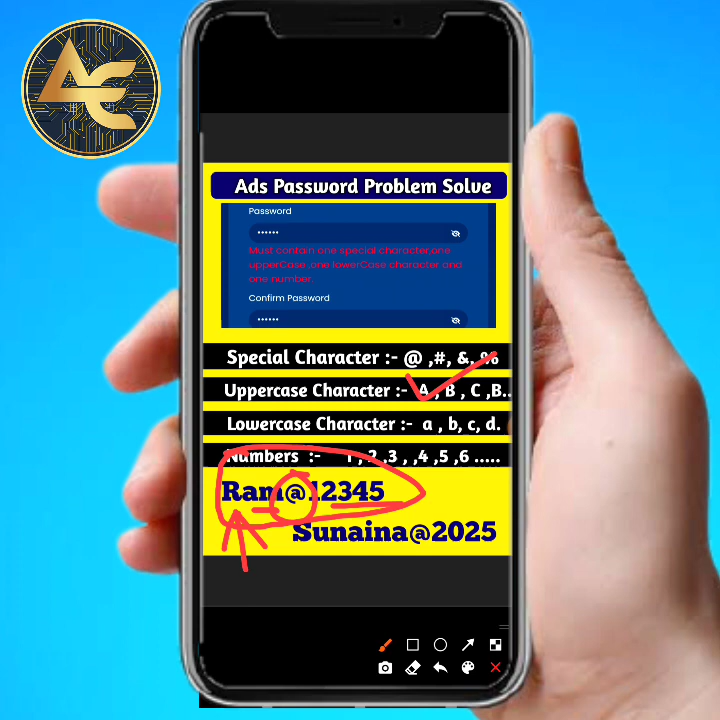 AE
Ads Password Problem Solve
Password
••••••
Must contain one special character,one
upperCase ,one lowerCase character and
one number.
Confirm Password
••••••
Special Character :- @ ,#, &, %
Uppercase Character :- A , B , C ,B..
Lowercase Character :- a , b, c, d.
Numbers :- 1 , 2 ,3 , ,4 ,5 ,6 .....
Ram@12345
Sunaina@2025